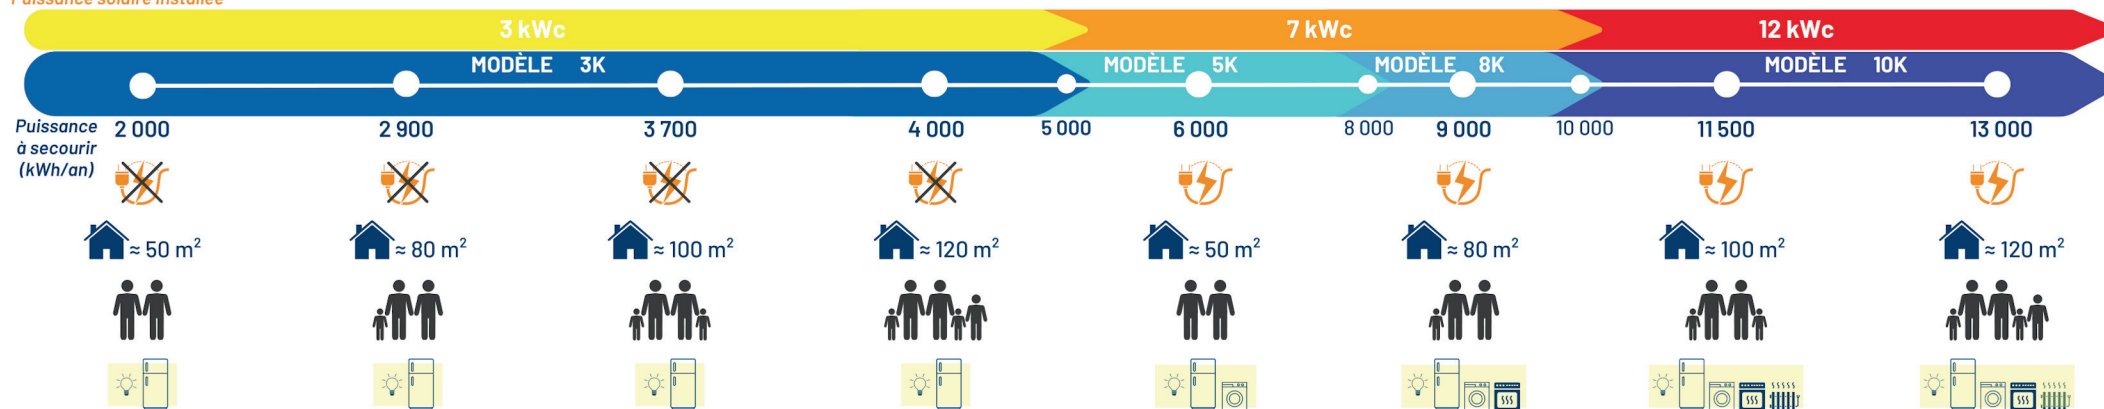 Puissance solaire installée
3 kWc 7 kWc 12 kWc
MODÈLE 3K MODÈLE 5K MODÈLE 8K MODÈLE 10K
Puissance
à secourir
(kWh/an)
2 000 2 900 3 700 4 000 5 000 6 000 8 000 9 000 10 000 11 500 13 000
≈ 50 m² ≈ 80 m² ≈ 100 m² ≈ 120 m² ≈ 50 m² ≈ 80 m² ≈ 100 m² ≈ 120 m²